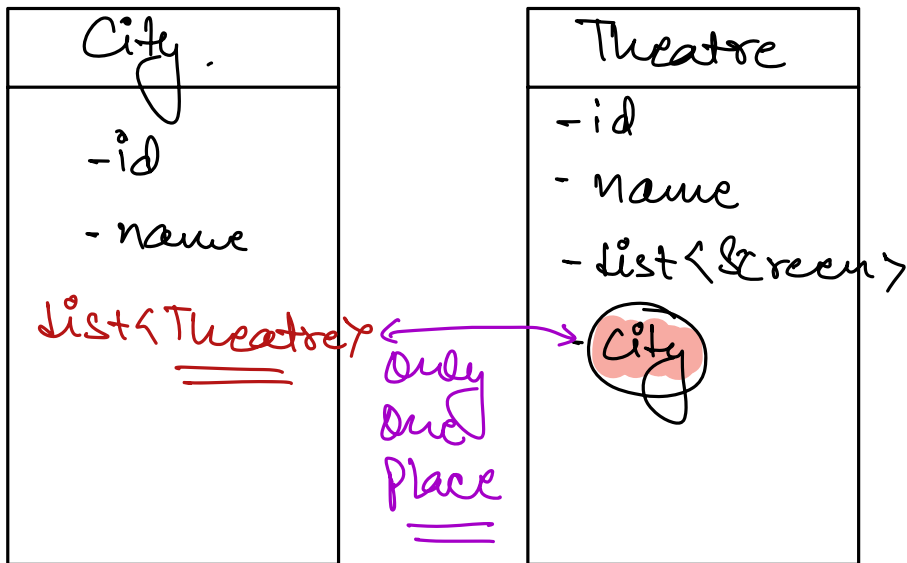 City.
-id
-name
List<Theatre>
only
one
Place
Theatre
-id
- name
- List<Screen>
- City